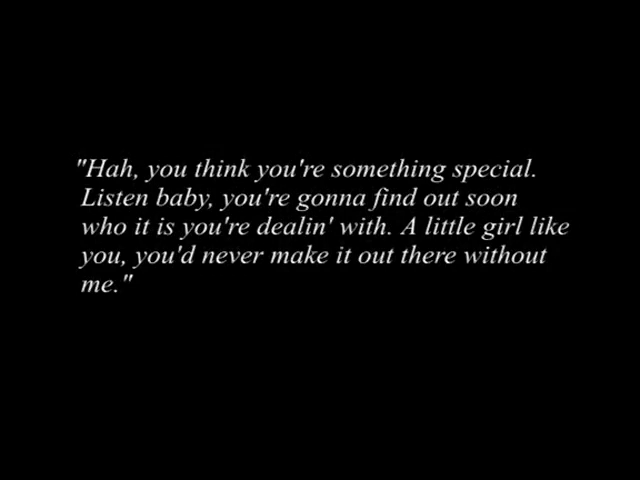 "Hah, you think you're something special.
Listen baby, you're gonna find out soon
who it is you're dealin' with. A little girl like
you, you'd never make it out there without
me."